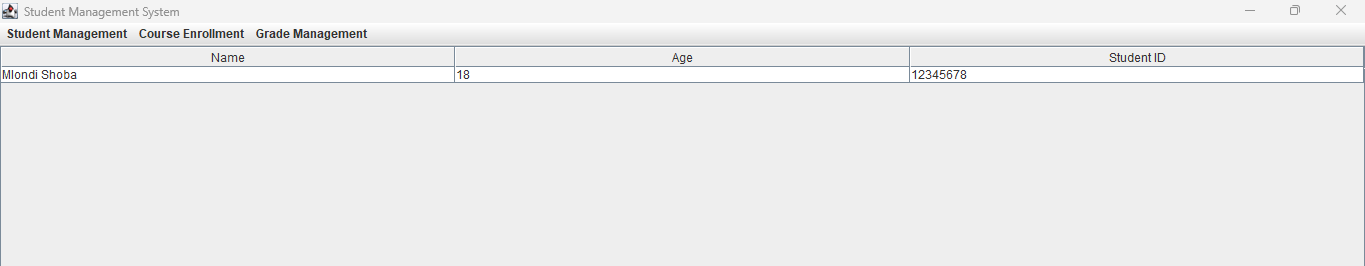 Student Management System
Student Management Course Enrollment Grade Management
Name Age Student ID
Mlondi Shoba 18 12345678